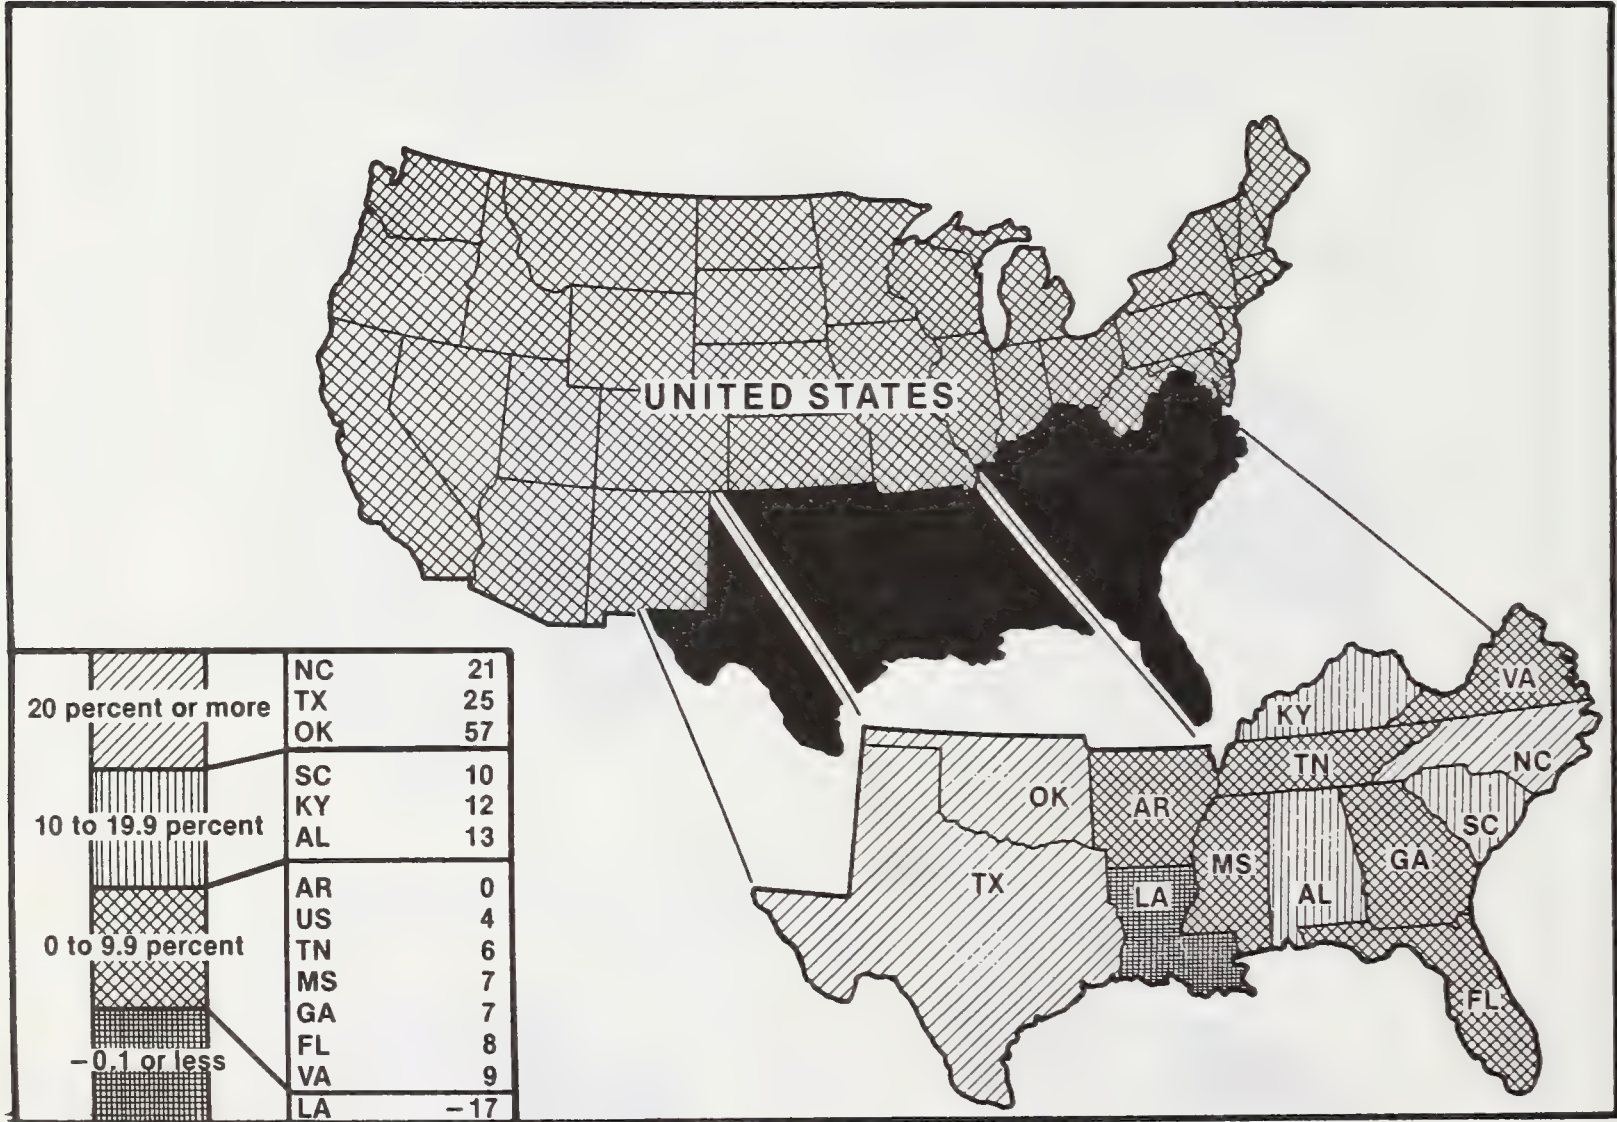 UNITED STATES
VA
KY
NC
TN
OK
AR
SC
MS
GA
TX
AL
LA
FL
20 percent or more
NC 21
TX 25
OK 57
10 to 19.9 percent
SC 10
KY 12
AL 13
0 to 9.9 percent
AR 0
US 4
TN 6
MS 7
GA 7
FL 8
VA 9
−0.1 or less
LA −17